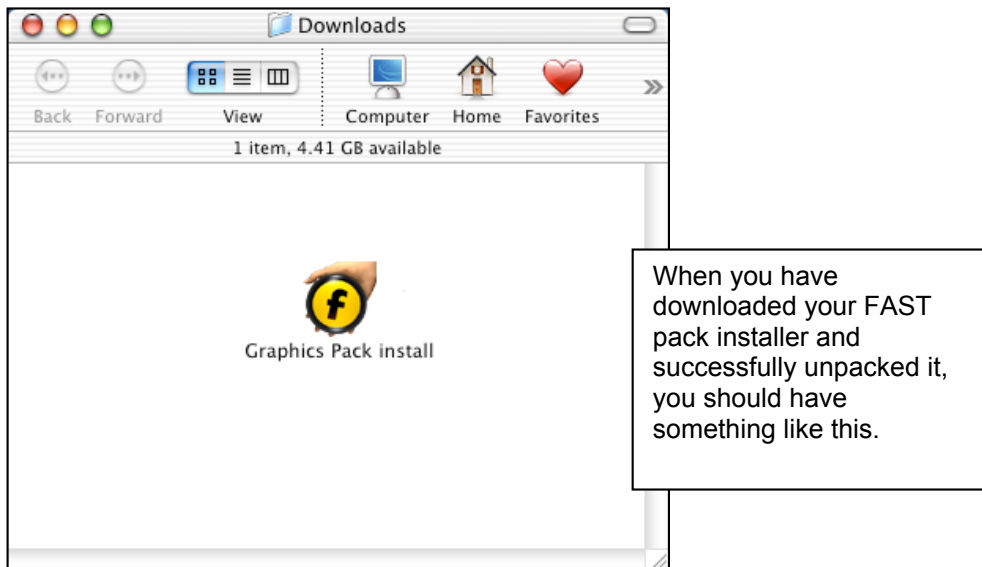 Downloads
Back Forward View Computer Home Favorites
1 item, 4.41 GB available
f
Graphics Pack install
When you have
downloaded your FAST
pack installer and
successfully unpacked it,
you should have
something like this.